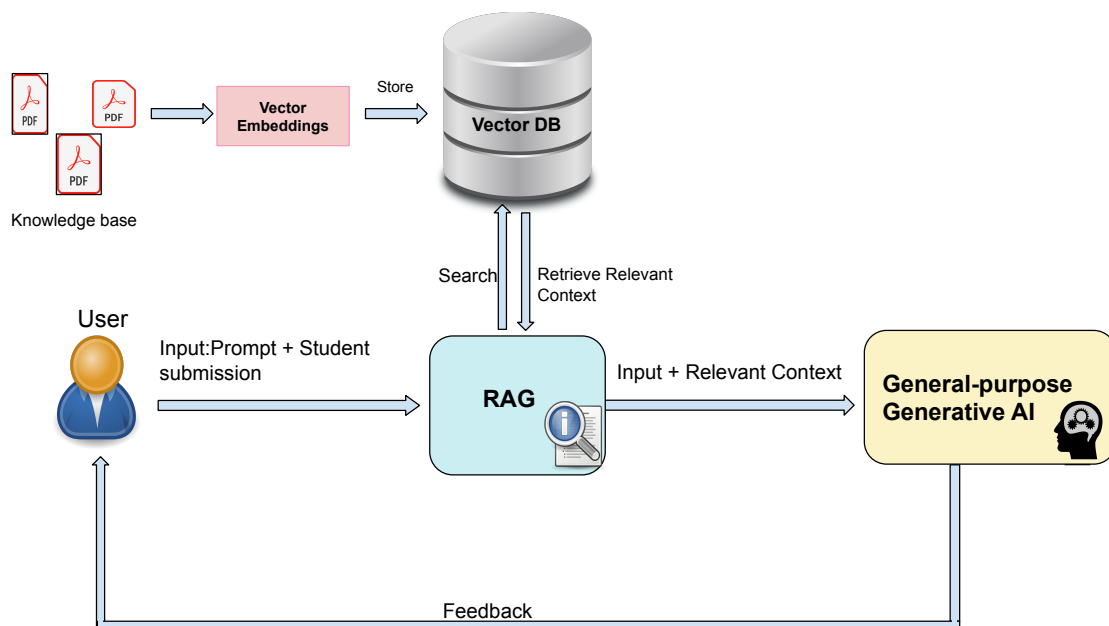 PDF
PDF
PDF
Knowledge base
Vector
Embeddings
Store
Vector DB
Search
Retrieve Relevant
Context
User
Input:Prompt + Student
submission
RAG
i
Input + Relevant Context
General-purpose
Generative AI
Feedback